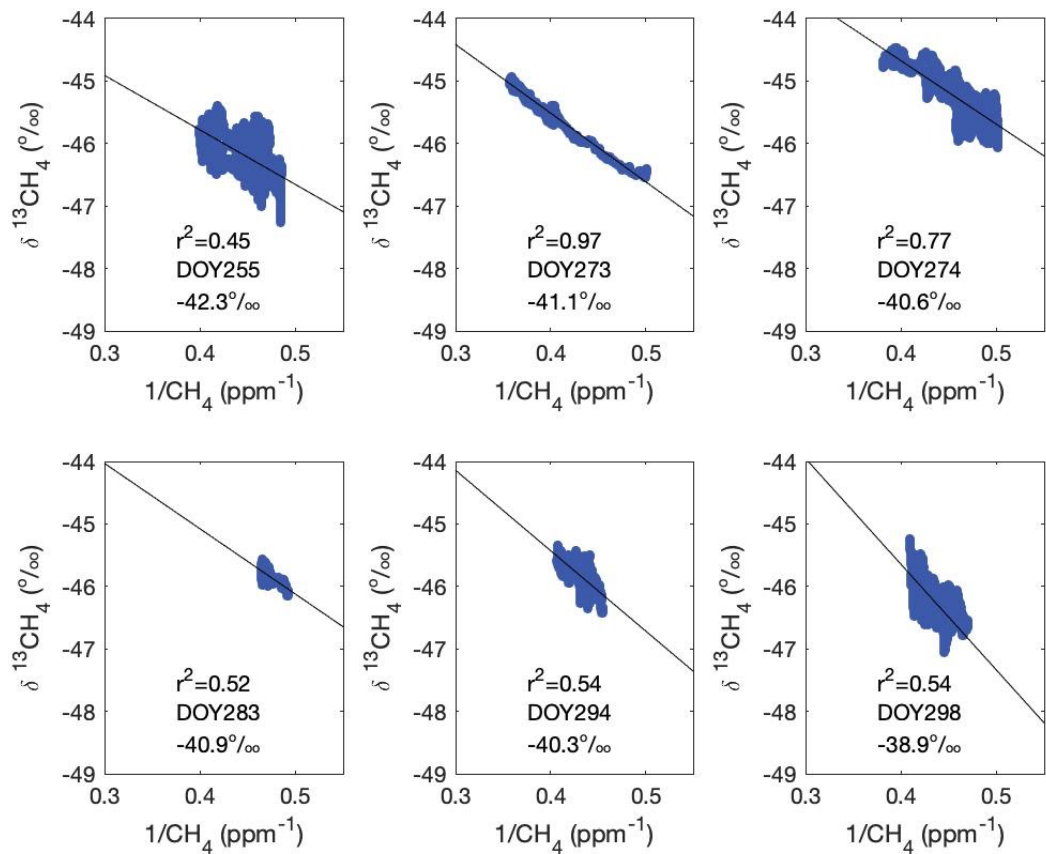 -44
-45
-46
-47
-48
-49
δ ¹³CH₄ (º/∞)
r²=0.45
DOY255
-42.3º/∞
0.3 0.4 0.5
1/CH₄ (ppm⁻¹)
-44
-45
-46
-47
-48
-49
δ ¹³CH₄ (º/∞)
r²=0.97
DOY273
-41.1º/∞
0.3 0.4 0.5
1/CH₄ (ppm⁻¹)
-44
-45
-46
-47
-48
-49
δ ¹³CH₄ (º/∞)
r²=0.77
DOY274
-40.6º/∞
0.3 0.4 0.5
1/CH₄ (ppm⁻¹)
-44
-45
-46
-47
-48
-49
δ ¹³CH₄ (º/∞)
r²=0.52
DOY283
-40.9º/∞
0.3 0.4 0.5
1/CH₄ (ppm⁻¹)
-44
-45
-46
-47
-48
-49
δ ¹³CH₄ (º/∞)
r²=0.54
DOY294
-40.3º/∞
0.3 0.4 0.5
1/CH₄ (ppm⁻¹)
-44
-45
-46
-47
-48
-49
δ ¹³CH₄ (º/∞)
r²=0.54
DOY298
-38.9º/∞
0.3 0.4 0.5
1/CH₄ (ppm⁻¹)